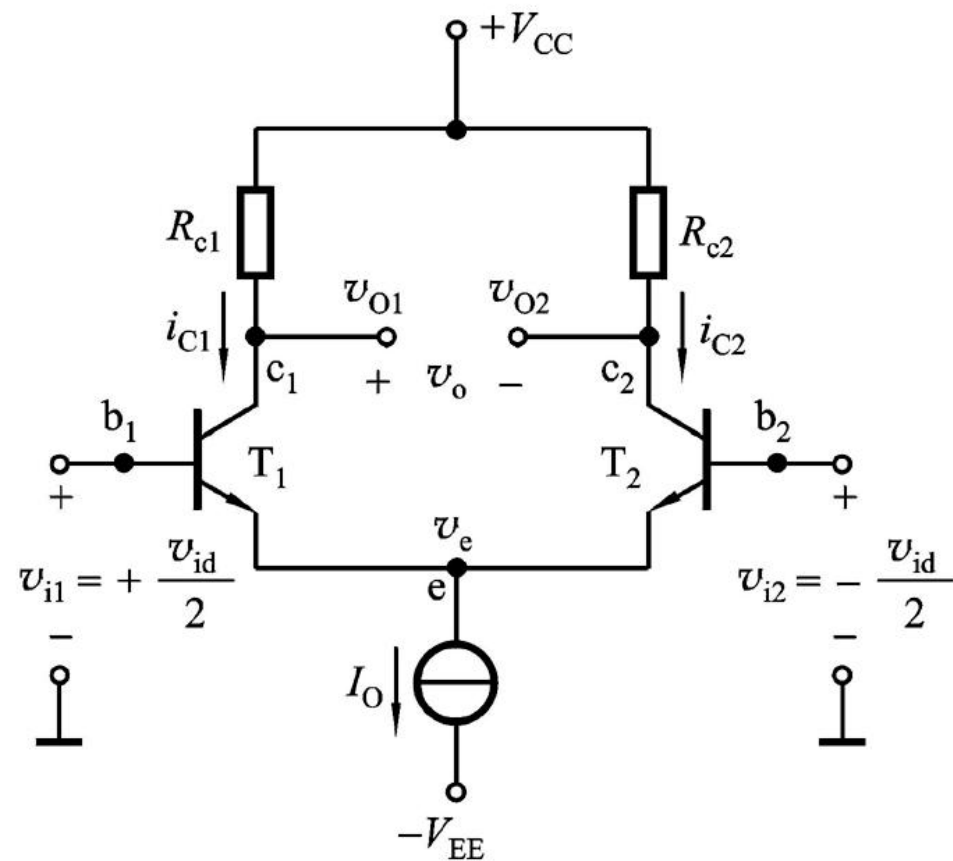 +V_CC
R_c1
R_c2
v_O1 v_O2
i_C1 i_C2
c_1 + v_o - c_2
b_1 b_2
T_1 T_2
+ +
v_e
v_i1 = + v_id/2
e
v_i2 = - v_id/2
- -
I_O
-V_EE